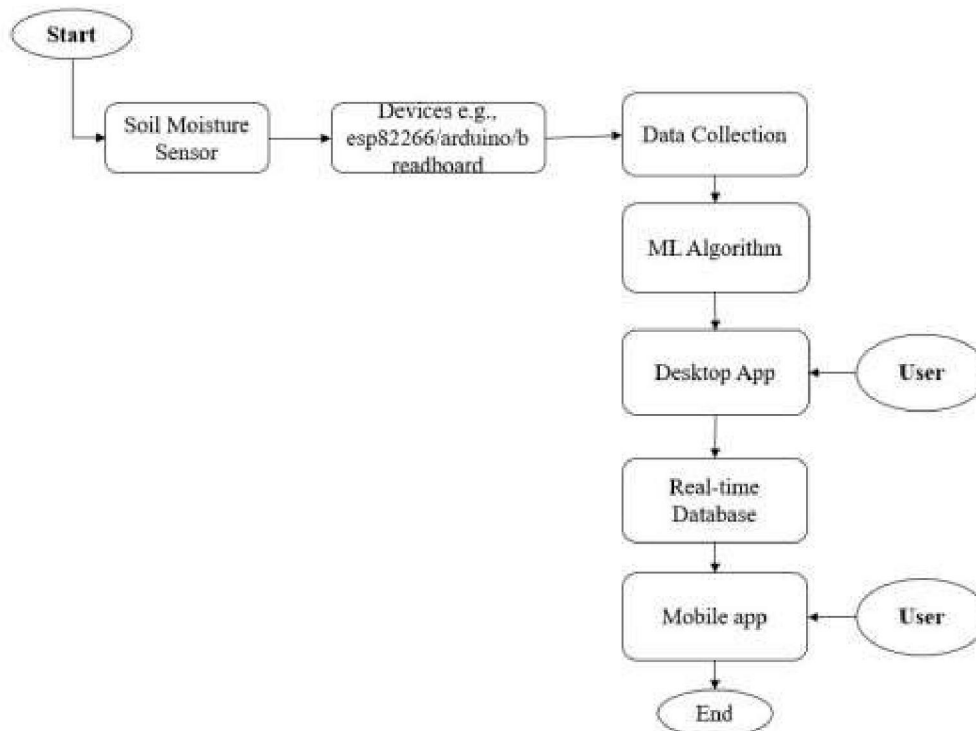 Start
Soil Moisture
Sensor
Devices e.g.,
esp82266/arduino/b
readboard
Data Collection
ML Algorithm
Desktop App
User
Real-time
Database
Mobile app
User
End